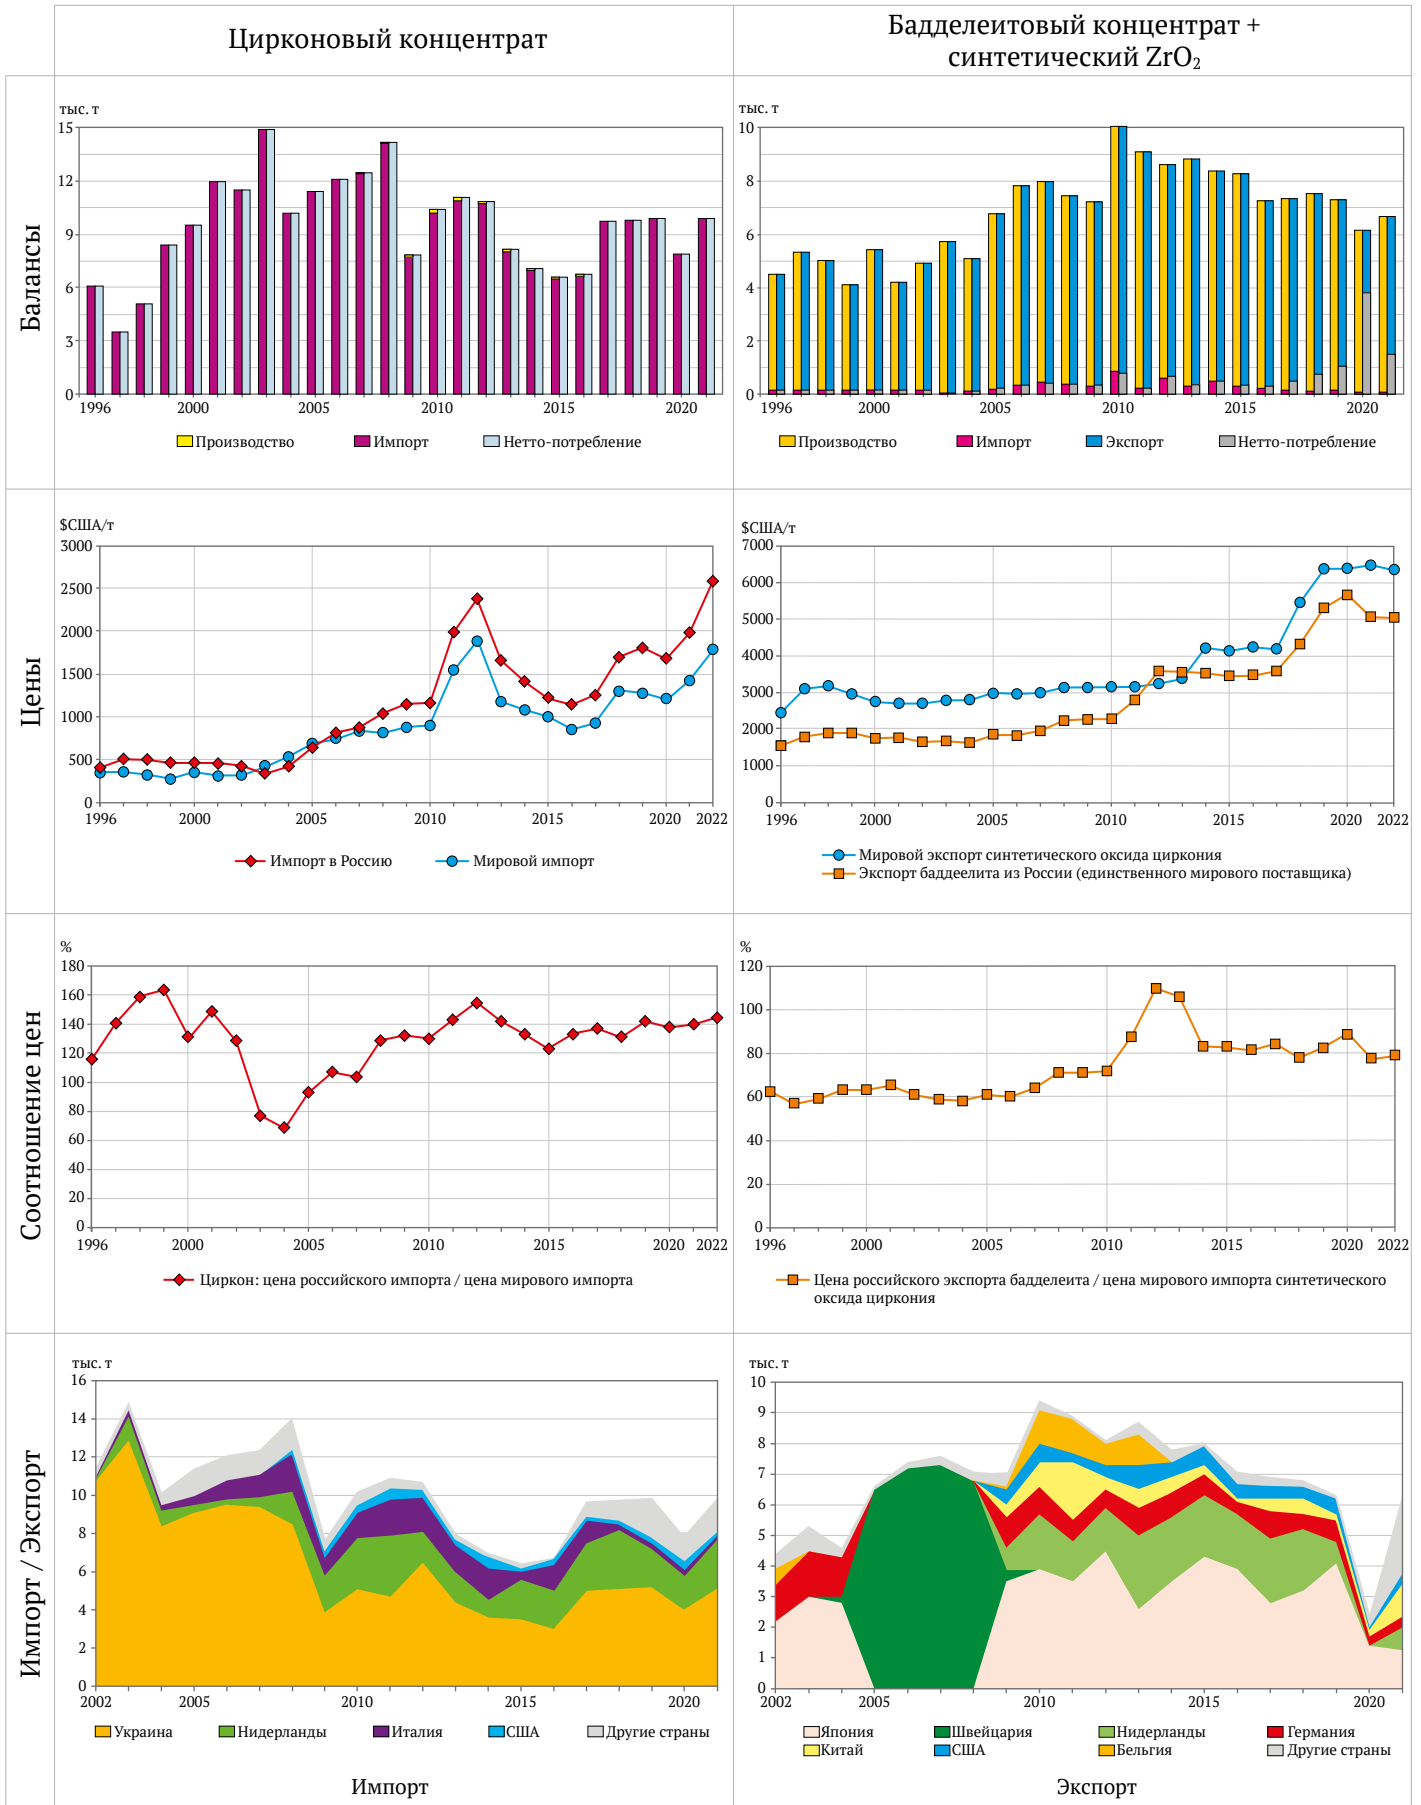 Цирконовый концентрат
Бадделеитовый концентрат +
синтетический ZrO₂
Балансы
тыс. т
15
12
9
6
3
0
1996 2000 2005 2010 2015 2020
Производство Импорт Нетто-потребление
тыс. т
10
8
6
4
2
0
1996 2000 2005 2010 2015 2020
Производство Импорт Экспорт Нетто-потребление
Цены
$США/т
3000
2500
2000
1500
1000
500
0
1996 2000 2005 2010 2015 2020 2022
Импорт в Россию Мировой импорт
$США/т
7000
6000
5000
4000
3000
2000
1000
0
1996 2000 2005 2010 2015 2020 2022
Мировой экспорт синтетического оксида циркония
Экспорт баддеелита из России (единственного мирового поставщика)
Соотношение цен
%
180
160
140
120
100
80
60
40
20
0
1996 2000 2005 2010 2015 2020 2022
Циркон: цена российского импорта / цена мирового импорта
%
120
100
80
60
40
20
0
1996 2000 2005 2010 2015 2020 2022
Цена российского экспорта бадделеита / цена мирового импорта синтетического
оксида циркония
Импорт / Экспорт
тыс. т
16
14
12
10
8
6
4
2
0
2002 2005 2010 2015 2020
Украина Нидерланды Италия США Другие страны
Импорт
тыс. т
10
9
8
7
6
5
4
3
2
1
0
2002 2005 2010 2015 2020
Япония Швейцария Нидерланды Германия
Китай США Бельгия Другие страны
Экспорт